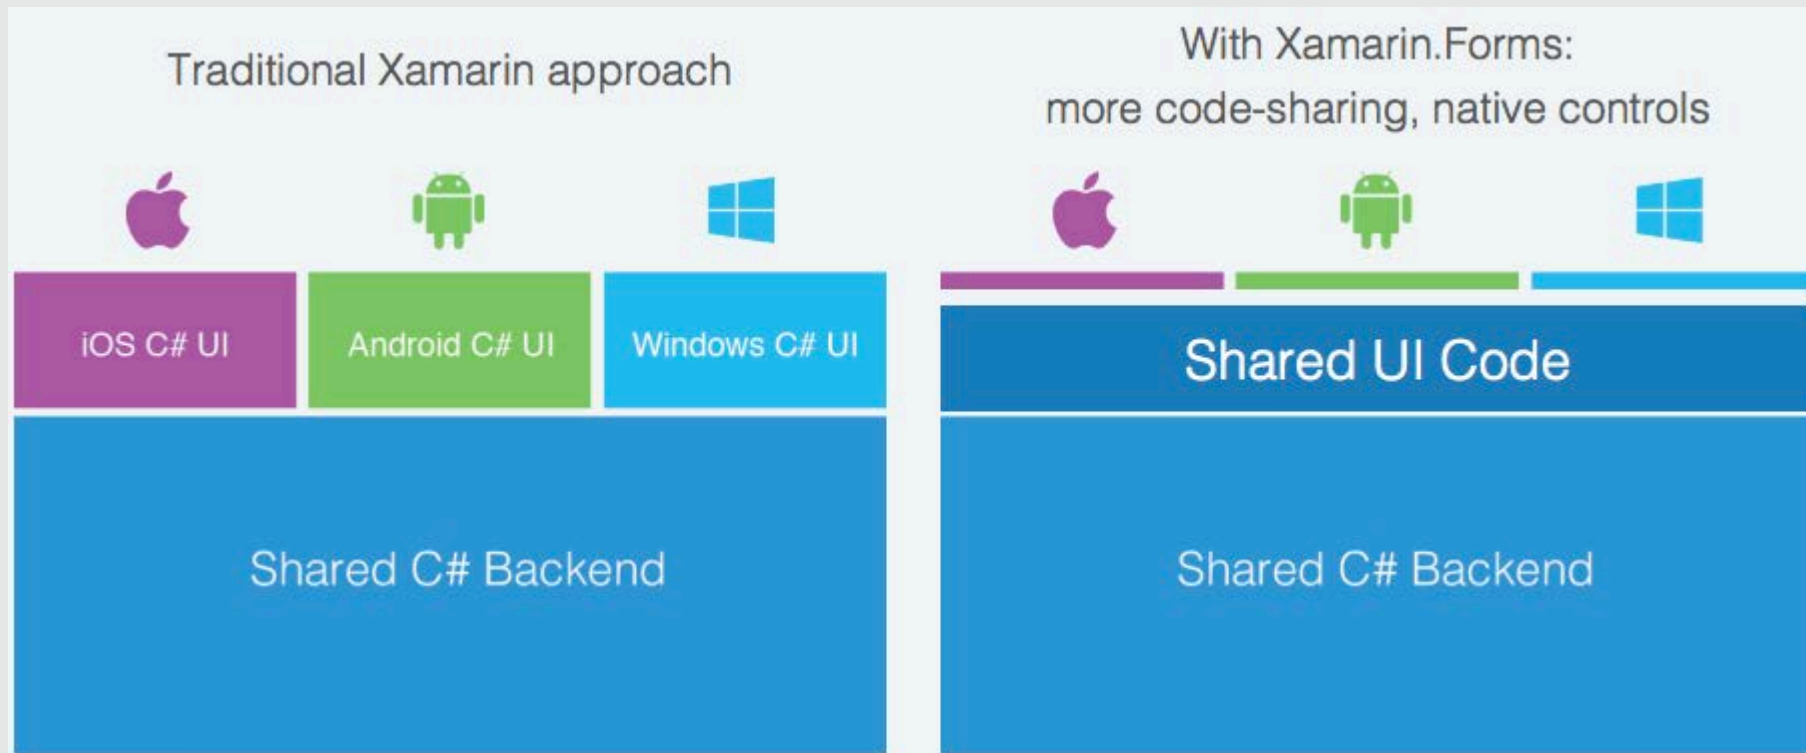 Traditional Xamarin approach
iOS C# UI
Android C# UI
Windows C# UI
Shared C# Backend
With Xamarin.Forms:
more code-sharing, native controls
Shared UI Code
Shared C# Backend